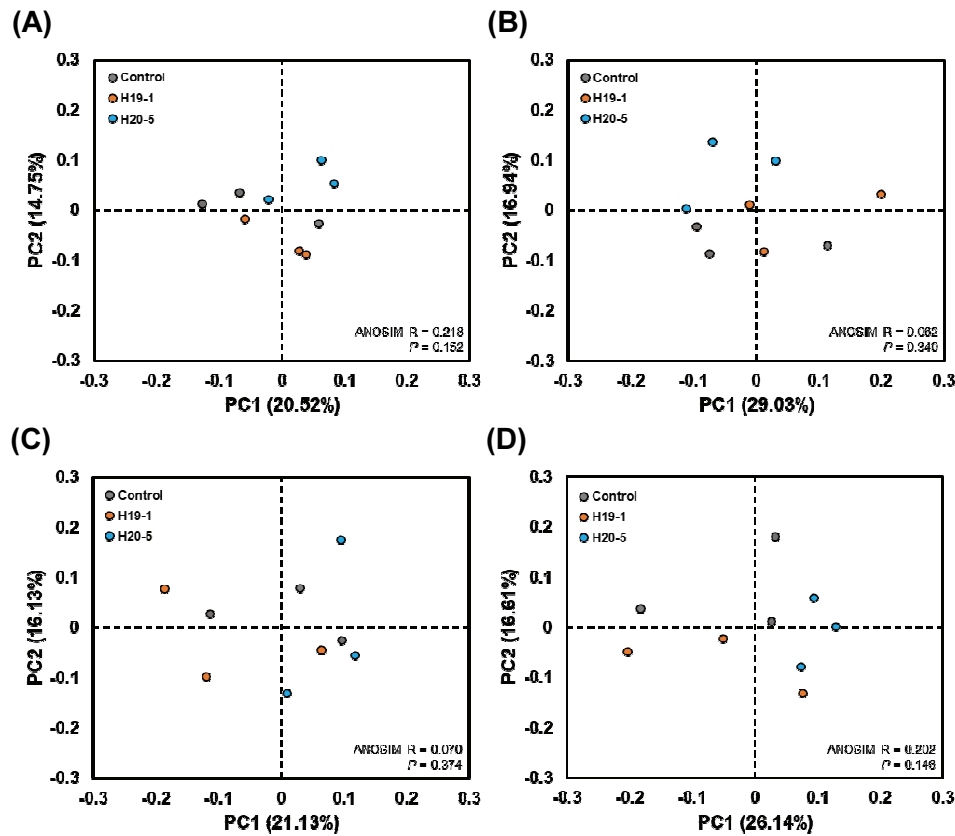 (A)
0.3
0.2
0.1
0
-0.1
-0.2
-0.3
PC2 (14.75%)
Control
H19-1
H20-5
ANOSIM R = 0.218
P = 0.152
-0.3 -0.2 -0.1 0 0.1 0.2 0.3
PC1 (20.52%)
(B)
0.3
0.2
0.1
0
-0.1
-0.2
-0.3
PC2 (16.94%)
Control
H19-1
H20-5
ANOSIM R = 0.062
P = 0.340
-0.3 -0.2 -0.1 0 0.1 0.2 0.3
PC1 (29.03%)
(C)
0.3
0.2
0.1
0
-0.1
-0.2
-0.3
PC2 (16.13%)
Control
H19-1
H20-5
ANOSIM R = 0.070
P = 0.374
-0.3 -0.2 -0.1 0 0.1 0.2 0.3
PC1 (21.13%)
(D)
0.3
0.2
0.1
0
-0.1
-0.2
-0.3
PC2 (16.61%)
Control
H19-1
H20-5
ANOSIM R = 0.202
P = 0.146
-0.3 -0.2 -0.1 0 0.1 0.2 0.3
PC1 (26.14%)